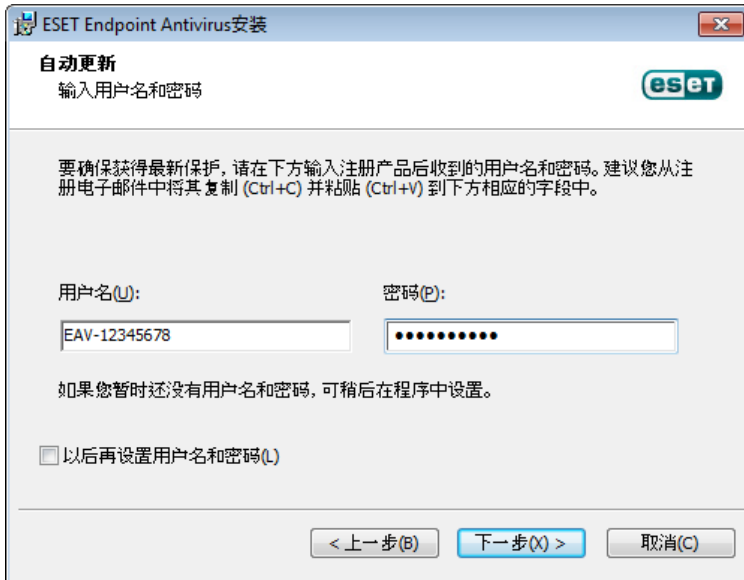 ESET Endpoint Antivirus安装
自动更新
输入用户名和密码
eset
要确保获得最新保护, 请在下方输入注册产品后收到的用户名和密码。建议您从注
册电子邮件中将其复制 (Ctrl+C) 并粘贴 (Ctrl+V) 到下方相应的字段中。
用户名(U): 密码(P):
EAV-12345678 ●●●●●●●●●●
如果您暂时还没有用户名和密码, 可稍后在程序中设置。
以后再设置用户名和密码(L)
< 上一步(B) 下一步(X) > 取消(C)